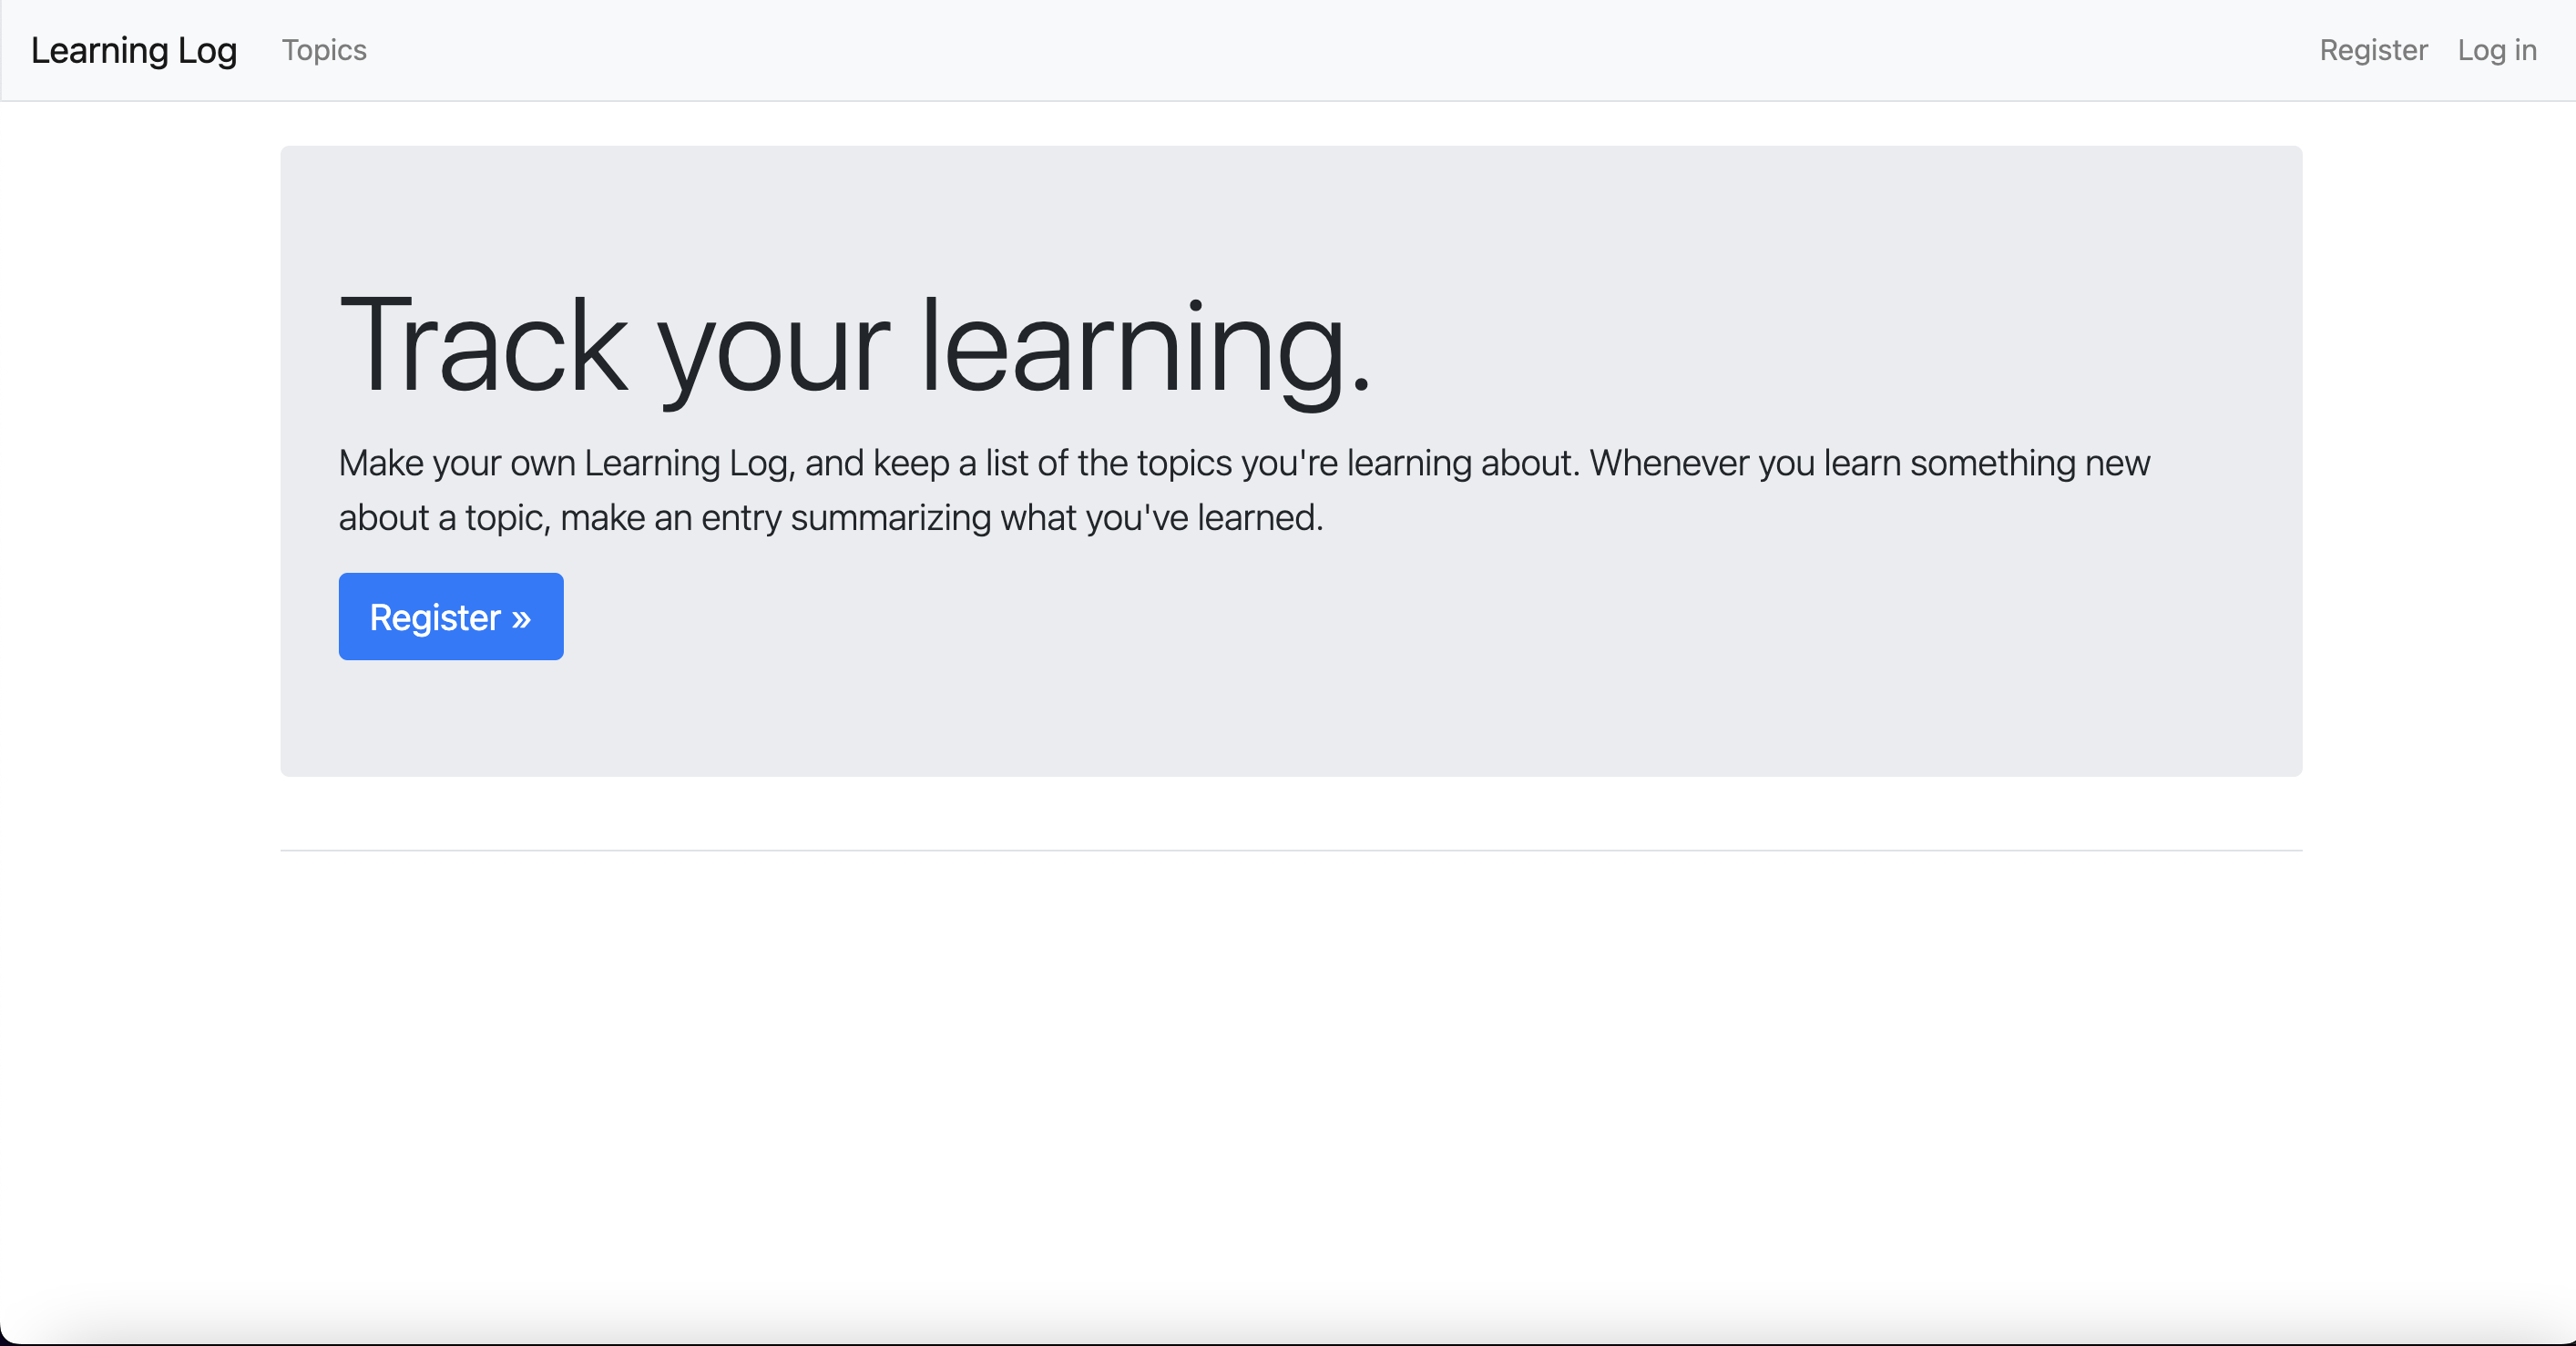 Learning Log Topics Register Log in
Track your learning.
Make your own Learning Log, and keep a list of the topics you're learning about. Whenever you learn something new
about a topic, make an entry summarizing what you've learned.
Register »